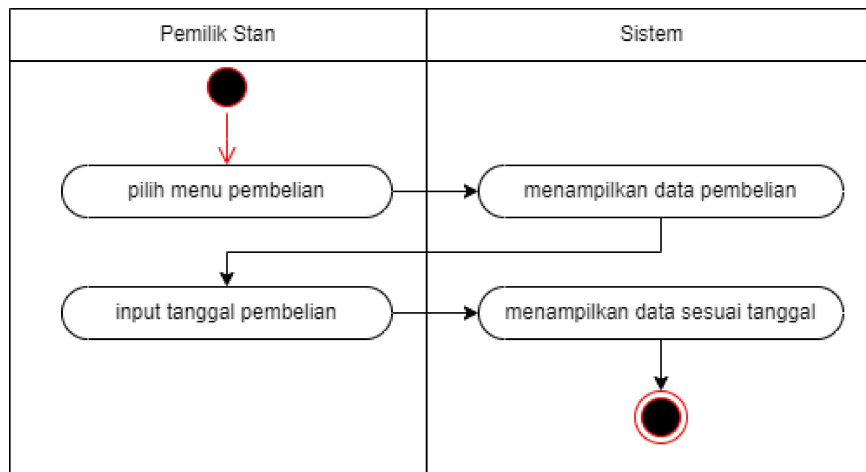 Pemilik Stan
Sistem
pilih menu pembelian
menampilkan data pembelian
input tanggal pembelian
menampilkan data sesuai tanggal